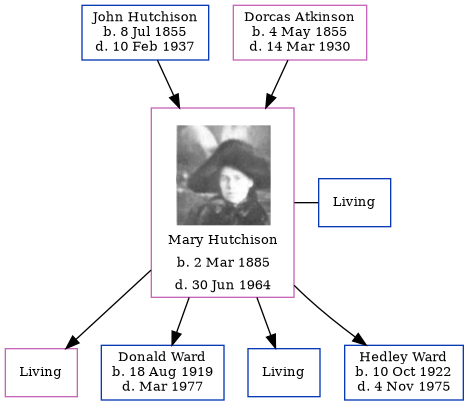 John Hutchison
b. 8 Jul 1855
d. 10 Feb 1937
Dorcas Atkinson
b. 4 May 1855
d. 14 Mar 1930
Mary Hutchison
b. 2 Mar 1885
d. 30 Jun 1964
Living
Living
Donald Ward
b. 18 Aug 1919
d. Mar 1977
Living
Hedley Ward
b. 10 Oct 1922
d. 4 Nov 1975